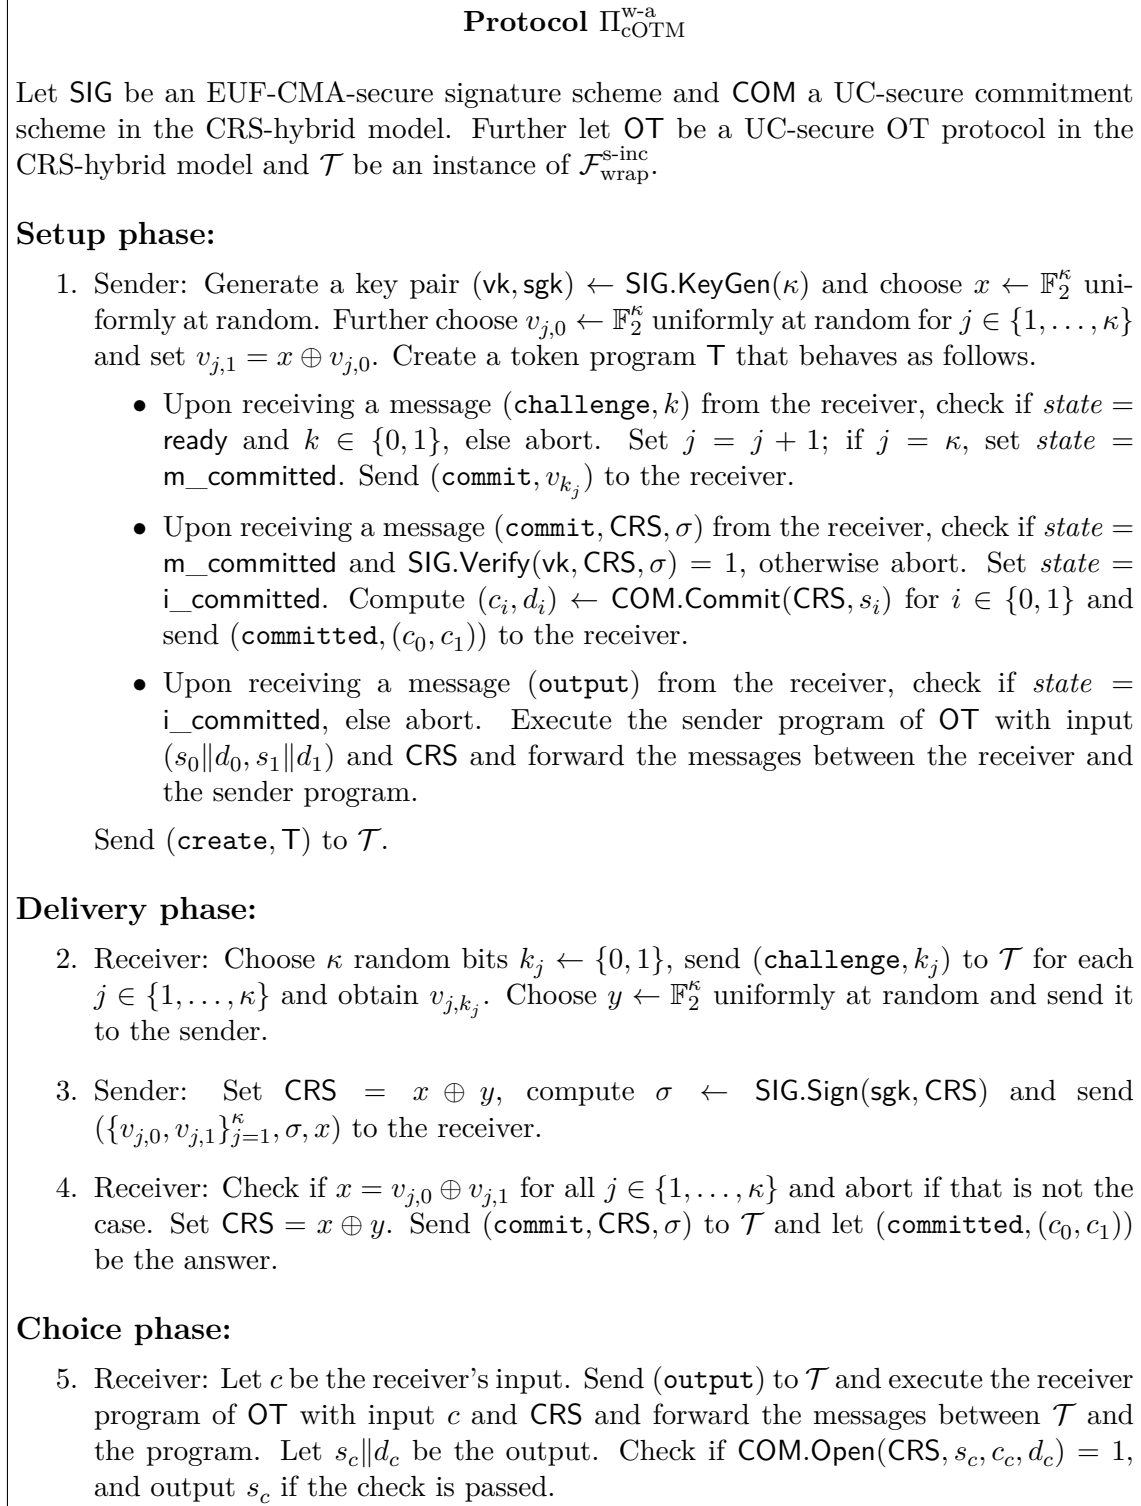 Protocol Π^{w-a}_{cOTM}
Let SIG be an EUF-CMA-secure signature scheme and COM a UC-secure commitment
scheme in the CRS-hybrid model. Further let OT be a UC-secure OT protocol in the
CRS-hybrid model and 𝒯 be an instance of ℱ^{s-inc}_{wrap}.
Setup phase:
1. Sender: Generate a key pair (vk, sgk) ← SIG.KeyGen(κ) and choose x ← 𝔽₂^κ uni-
formly at random. Further choose v_{j,0} ← 𝔽₂^κ uniformly at random for j ∈ {1, . . . , κ}
and set v_{j,1} = x ⊕ v_{j,0}. Create a token program T that behaves as follows.
• Upon receiving a message (challenge, k) from the receiver, check if state =
ready and k ∈ {0, 1}, else abort. Set j = j + 1; if j = κ, set state =
m_committed. Send (commit, v_{k_j}) to the receiver.
• Upon receiving a message (commit, CRS, σ) from the receiver, check if state =
m_committed and SIG.Verify(vk, CRS, σ) = 1, otherwise abort. Set state =
i_committed. Compute (c_i, d_i) ← COM.Commit(CRS, s_i) for i ∈ {0, 1} and
send (committed, (c_0, c_1)) to the receiver.
• Upon receiving a message (output) from the receiver, check if state =
i_committed, else abort. Execute the sender program of OT with input
(s_0∥d_0, s_1∥d_1) and CRS and forward the messages between the receiver and
the sender program.
Send (create, T) to 𝒯.
Delivery phase:
2. Receiver: Choose κ random bits k_j ← {0, 1}, send (challenge, k_j) to 𝒯 for each
j ∈ {1, . . . , κ} and obtain v_{j,k_j}. Choose y ← 𝔽₂^κ uniformly at random and send it
to the sender.
3. Sender: Set CRS = x ⊕ y, compute σ ← SIG.Sign(sgk, CRS) and send
({v_{j,0}, v_{j,1}}^κ_{j=1}, σ, x) to the receiver.
4. Receiver: Check if x = v_{j,0} ⊕ v_{j,1} for all j ∈ {1, . . . , κ} and abort if that is not the
case. Set CRS = x ⊕ y. Send (commit, CRS, σ) to 𝒯 and let (committed, (c_0, c_1))
be the answer.
Choice phase:
5. Receiver: Let c be the receiver's input. Send (output) to 𝒯 and execute the receiver
program of OT with input c and CRS and forward the messages between 𝒯 and
the program. Let s_c∥d_c be the output. Check if COM.Open(CRS, s_c, c_c, d_c) = 1,
and output s_c if the check is passed.